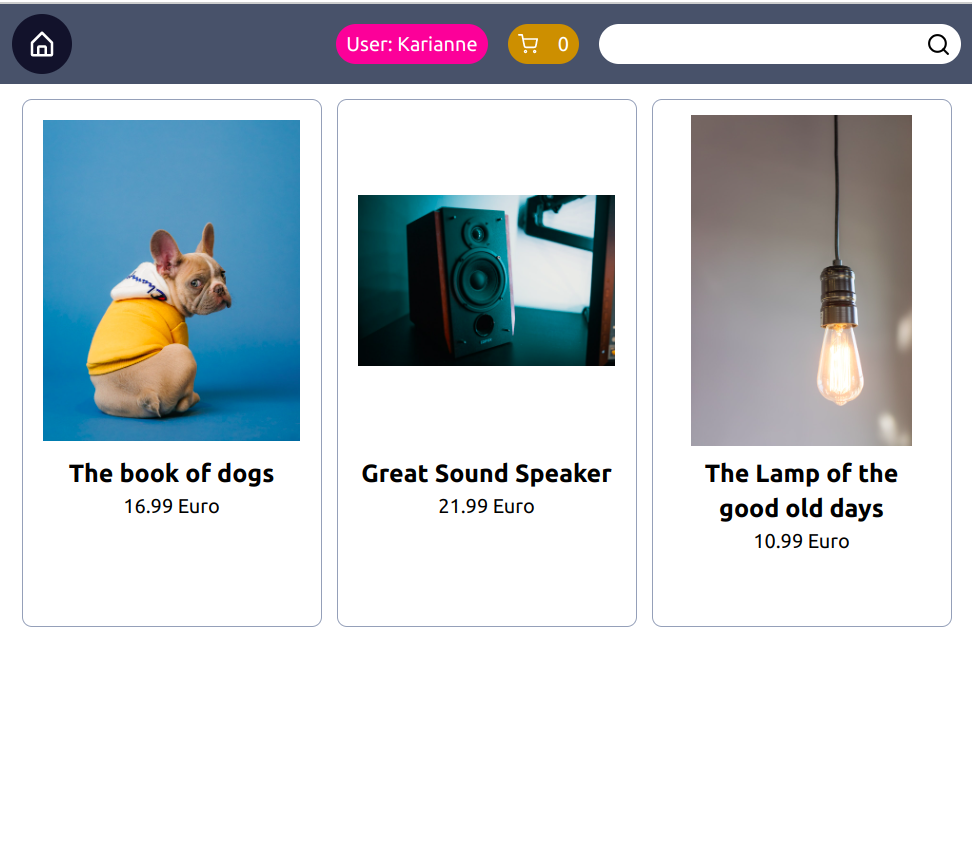 User: Karianne
0
The book of dogs
16.99 Euro
Great Sound Speaker
21.99 Euro
The Lamp of the
good old days
10.99 Euro